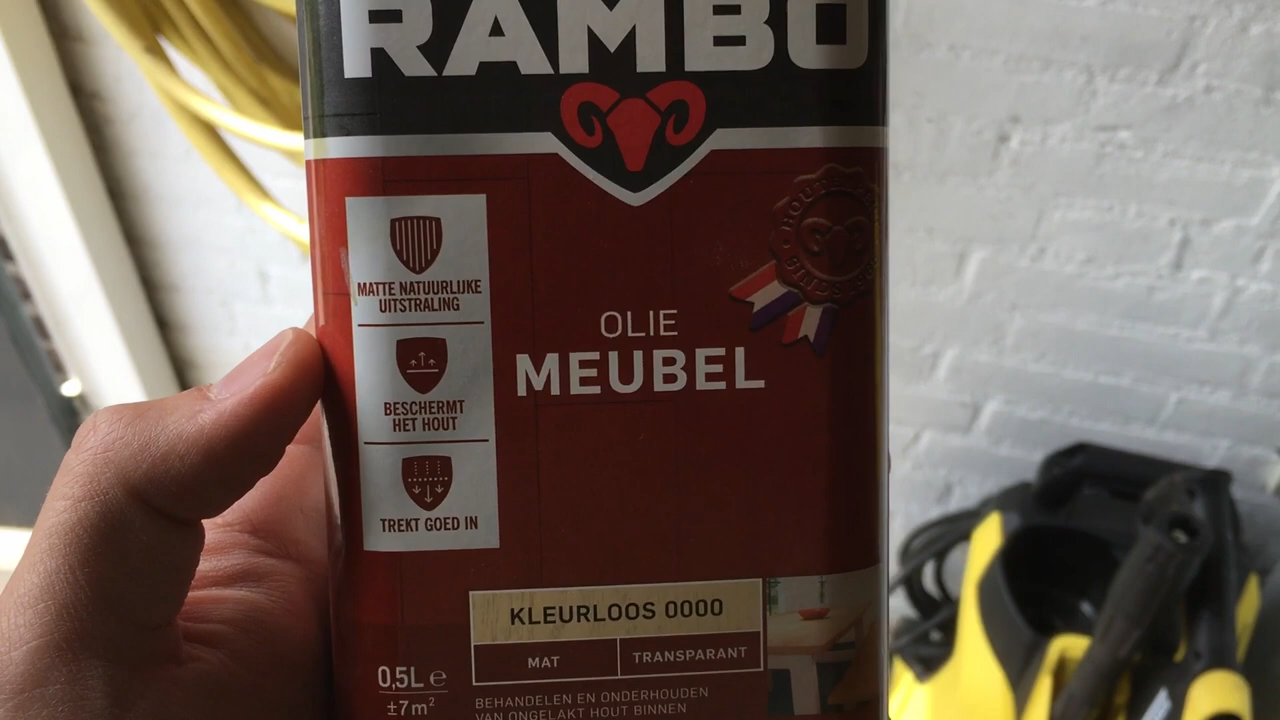 RAMBO
MATTE NATUURLIJKE
UITSTRALING
BESCHERMT
HET HOUT
TREKT GOED IN
OLIE
MEUBEL
KLEURLOOS 0000
MAT
TRANSPARANT
0,5L e
±7m²
BEHANDELEN EN ONDERHOUDEN
VAN ONGELAKT HOUT BINNEN